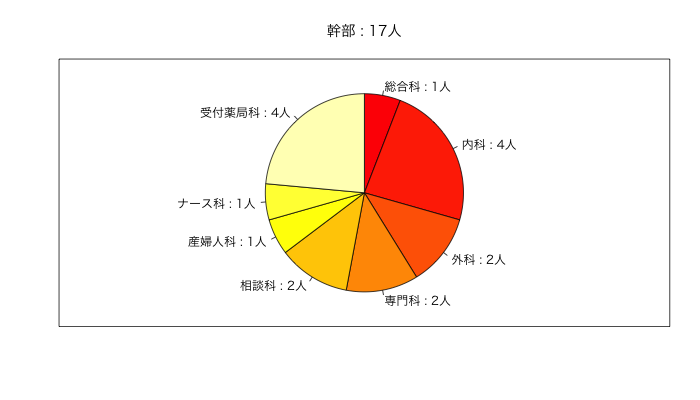 幹部 : 17人
総合科 : 1人
内科 : 4人
外科 : 2人
専門科 : 2人
相談科 : 2人
産婦人科 : 1人
ナース科 : 1人
受付薬局科 : 4人